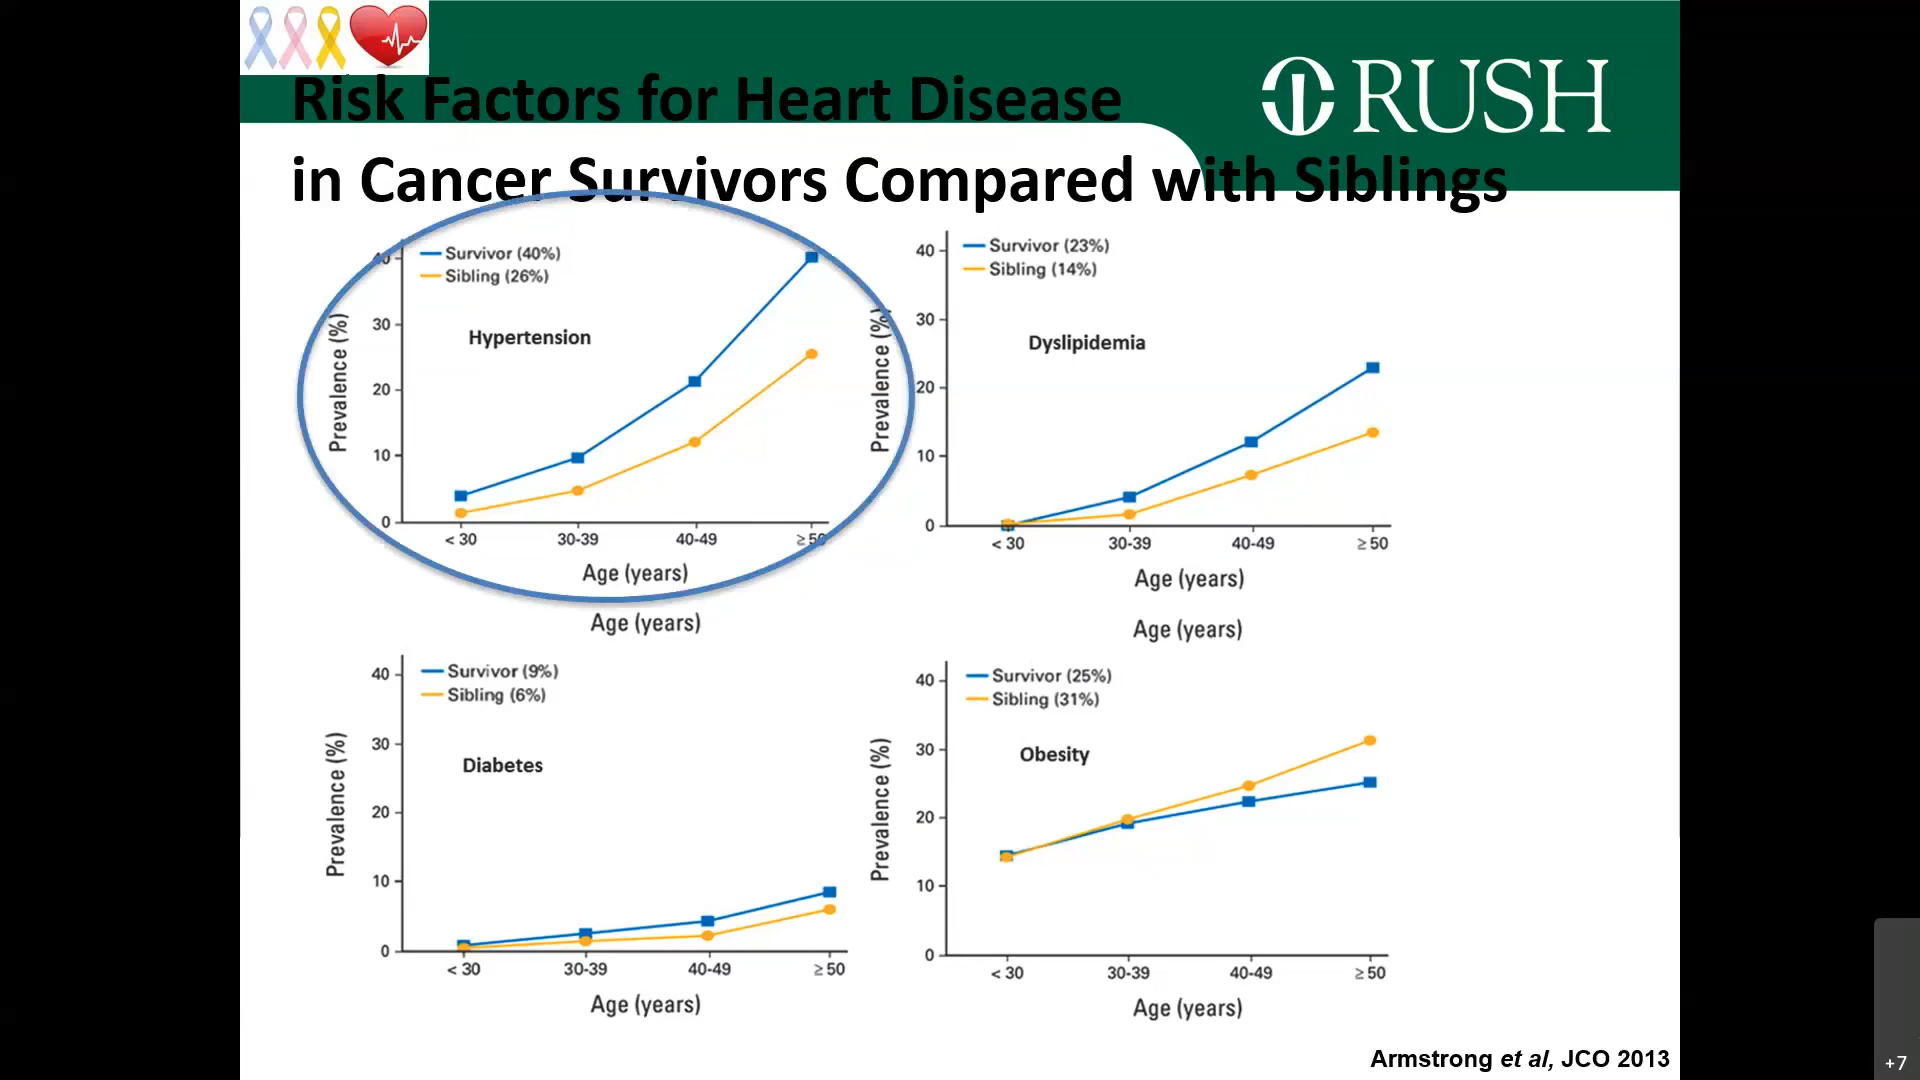 RUSH
Risk Factors for Heart Disease
in Cancer Survivors Compared with Siblings
Survivor (40%)
Sibling (26%)
Hypertension
Prevalence (%)
40
30
20
10
0
< 30
30-39
40-49
≥ 50
Age (years)
Age (years)
Survivor (23%)
Sibling (14%)
Dyslipidemia
Prevalence (%)
40
30
20
10
0
< 30
30-39
40-49
≥ 50
Age (years)
Age (years)
Survivor (9%)
Sibling (6%)
Diabetes
Prevalence (%)
40
30
20
10
0
< 30
30-39
40-49
≥ 50
Age (years)
Survivor (25%)
Sibling (31%)
Obesity
Prevalence (%)
40
30
20
10
0
< 30
30-39
40-49
≥ 50
Age (years)
Armstrong et al, JCO 2013
+7